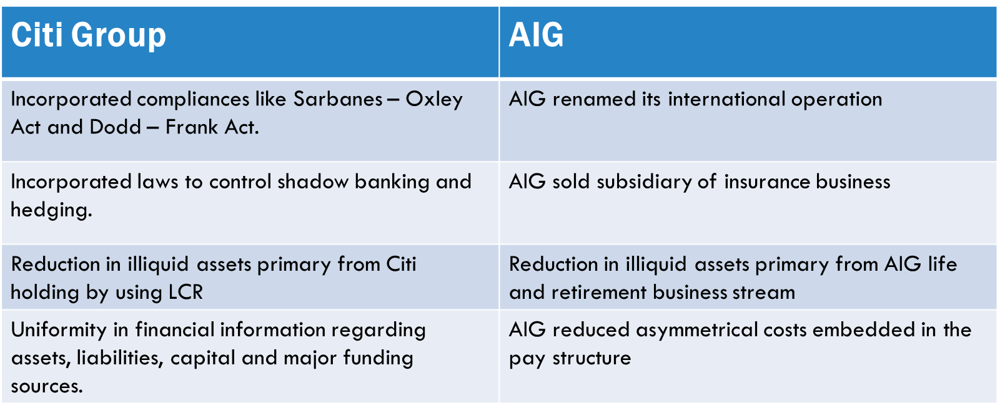 Citi Group
AIG
Incorporated compliances like Sarbanes – Oxley
Act and Dodd – Frank Act.
AIG renamed its international operation
Incorporated laws to control shadow banking and
hedging.
AIG sold subsidiary of insurance business
Reduction in illiquid assets primary from Citi
holding by using LCR
Reduction in illiquid assets primary from AIG life
and retirement business stream
Uniformity in financial information regarding
assets, liabilities, capital and major funding
sources.
AIG reduced asymmetrical costs embedded in the
pay structure